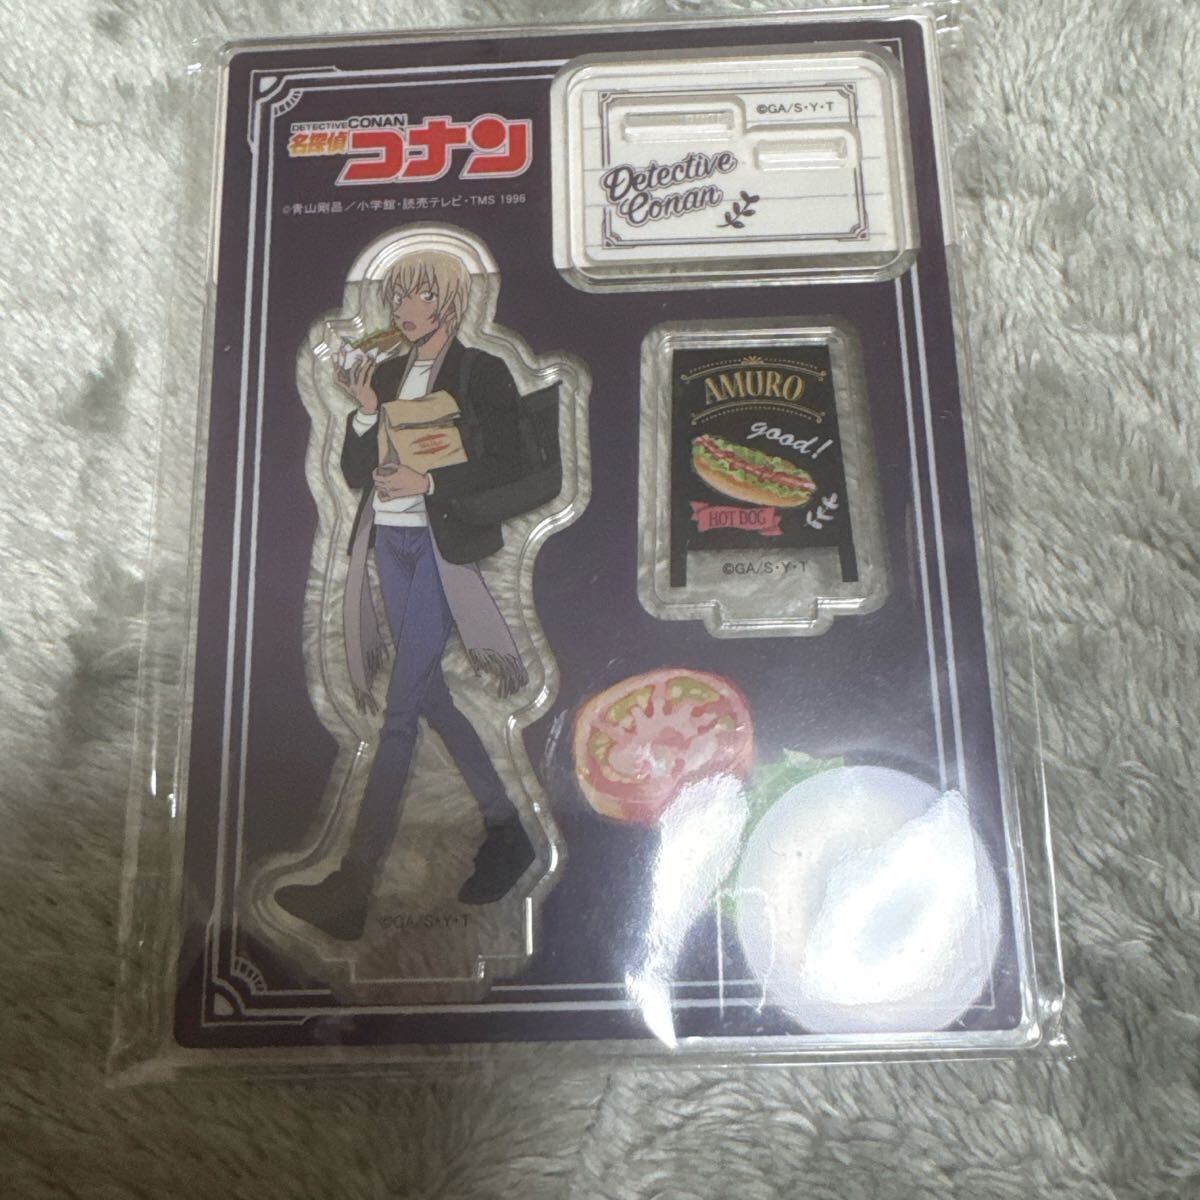 DETECTIVE CONAN
名探偵
コナン
©青山剛昌／小学館・読売テレビ・TMS 1996
©GA/S・Y・T
Detective
Conan
AMURO
good!
HOT DOG
©GA/S・Y・T
©GA/S・Y・T